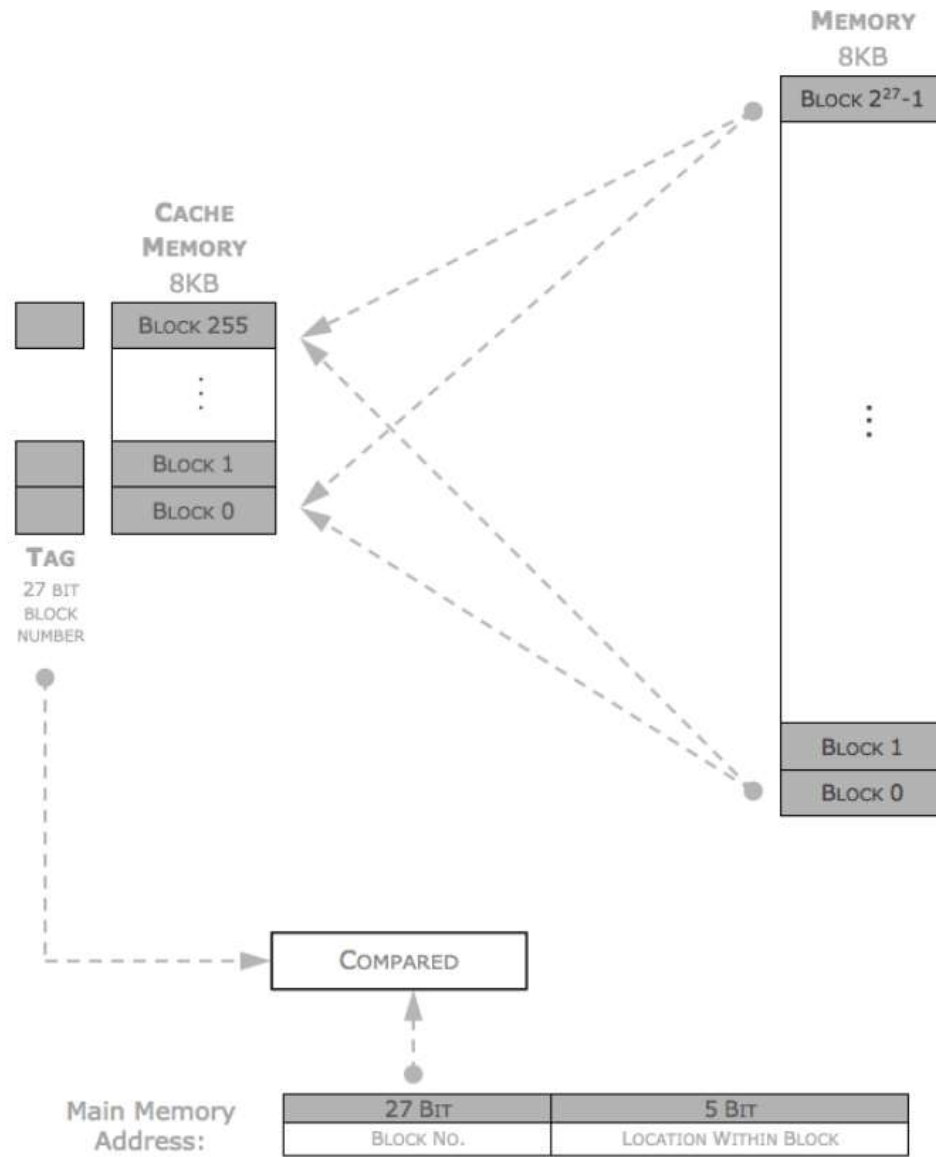 MEMORY
8KB
BLOCK 2²⁷-1
CACHE
MEMORY
8KB
BLOCK 255
⋮
BLOCK 1
BLOCK 0
TAG
27 BIT
BLOCK
NUMBER
⋮
BLOCK 1
BLOCK 0
COMPARED
Main Memory
Address:
27 BIT
5 BIT
BLOCK NO.
LOCATION WITHIN BLOCK